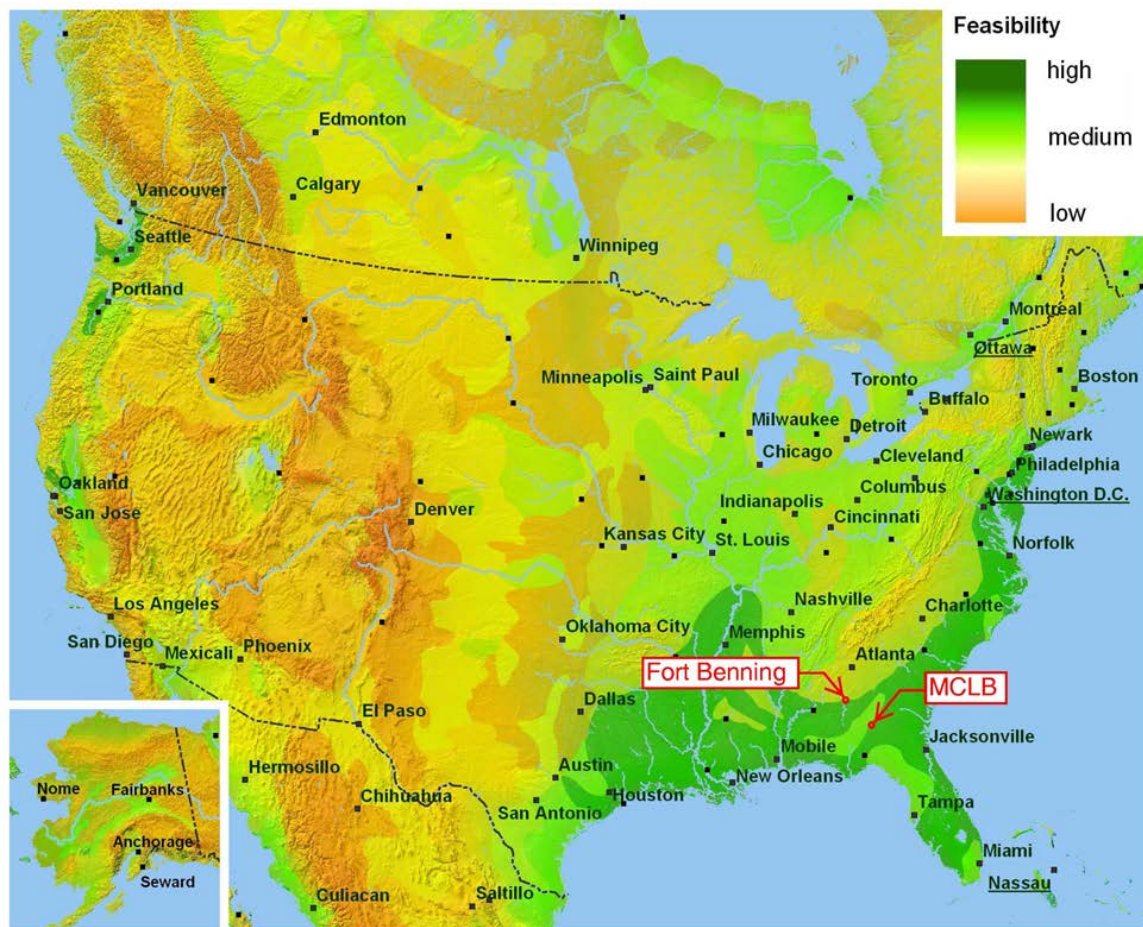 Feasibility
high
medium
low
Edmonton
Calgary
Vancouver
Seattle
Winnipeg
Portland
Montreal
Ottawa
Minneapolis
Saint Paul
Toronto
Boston
Buffalo
Milwaukee
Detroit
Newark
Chicago
Cleveland
Philadelphia
Oakland
Columbus
Washington D.C.
Indianapolis
San Jose
Denver
Cincinnati
Kansas City
St. Louis
Norfolk
Los Angeles
Nashville
Charlotte
San Diego
Phoenix
Oklahoma City
Memphis
Mexicali
Atlanta
Fort Benning
MCLB
Dallas
El Paso
Jacksonville
Mobile
Hermosillo
Austin
New Orleans
Nome
Fairbanks
Houston
Chihuahua
San Antonio
Tampa
Anchorage
Miami
Seward
Nassau
Culiacan
Saltillo